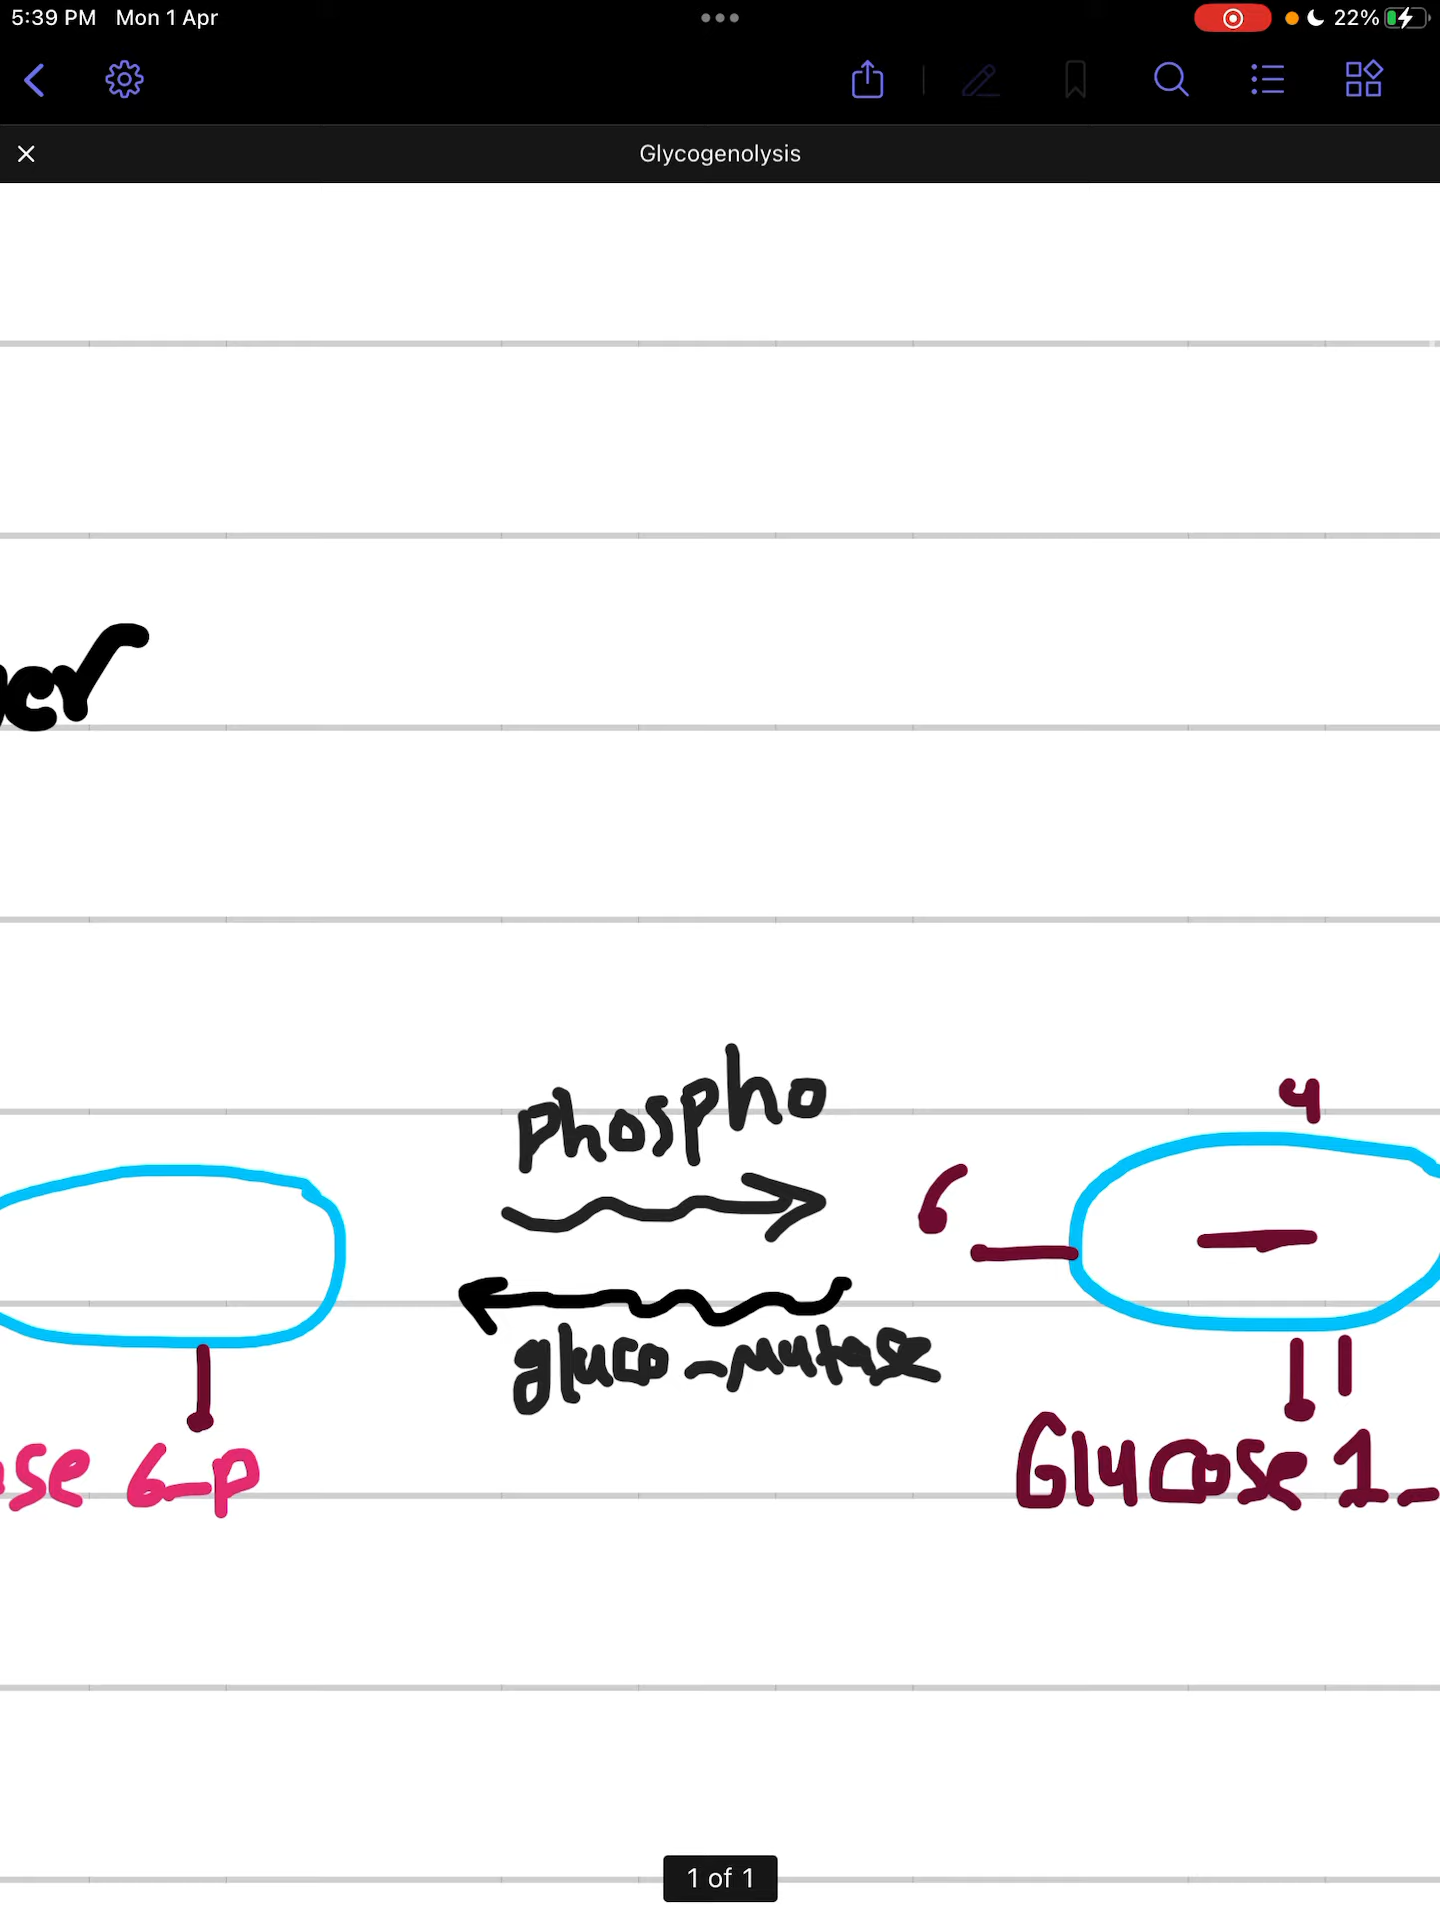 5:39 PM Mon 1 Apr
22%
Glycogenolysis
Phospho
4
6
gluco-mutase
6-P
Glucose 1-
1 of 1